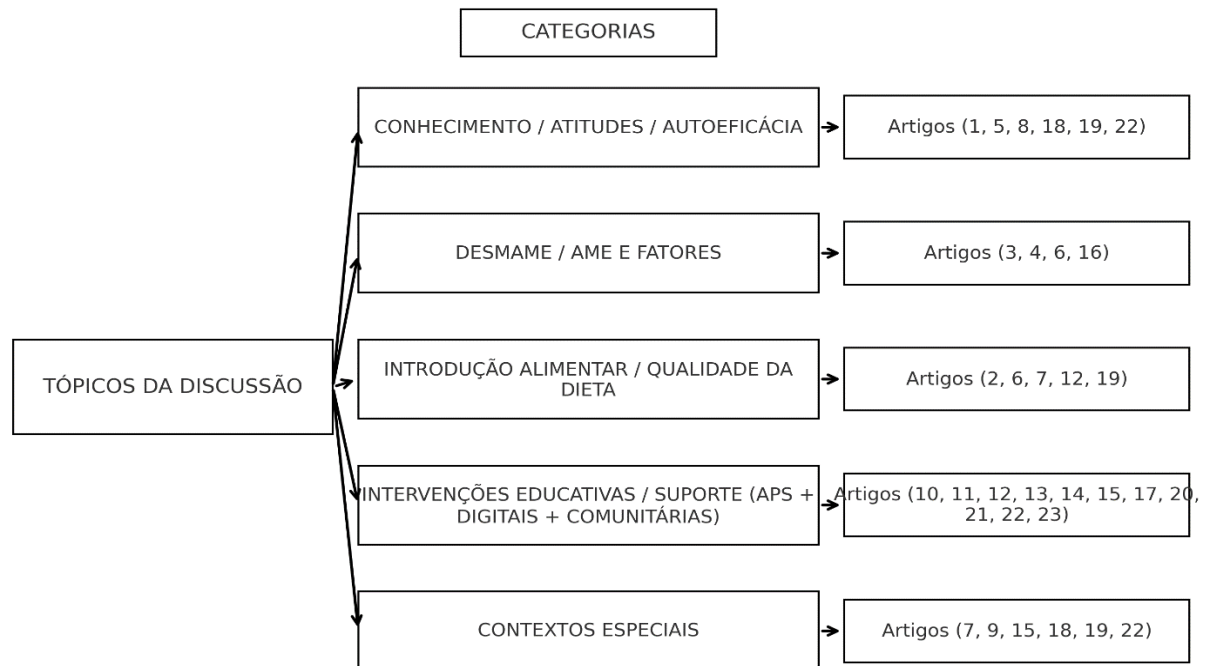 CATEGORIAS
CONHECIMENTO / ATITUDES / AUTOEFICÁCIA
Artigos (1, 5, 8, 18, 19, 22)
DESMAME / AME E FATORES
Artigos (3, 4, 6, 16)
TÓPICOS DA DISCUSSÃO
INTRODUÇÃO ALIMENTAR / QUALIDADE DA
DIETA
Artigos (2, 6, 7, 12, 19)
INTERVENÇÕES EDUCATIVAS / SUPORTE (APS +
DIGITAIS + COMUNITÁRIAS)
Artigos (10, 11, 12, 13, 14, 15, 17, 20,
21, 22, 23)
CONTEXTOS ESPECIAIS
Artigos (7, 9, 15, 18, 19, 22)